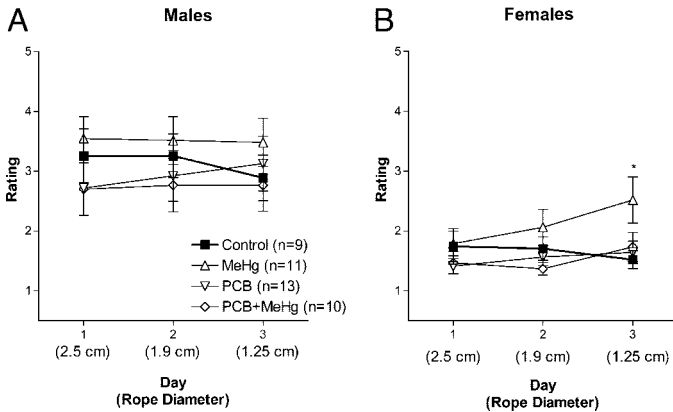 A
Males
B
Females
5
4
3
2
1
Rating
Control (n=9)
MeHg (n=11)
PCB (n=13)
PCB+MeHg (n=10)
1
2
3
(2.5 cm)
(1.9 cm)
(1.25 cm)
Day
(Rope Diameter)
5
4
3
2
1
Rating
*
1
2
3
(2.5 cm)
(1.9 cm)
(1.25 cm)
Day
(Rope Diameter)